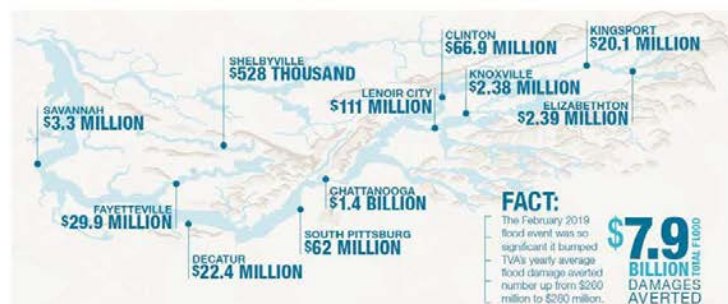 CLINTON
$66.9 MILLION
KINGSPORT
$20.1 MILLION
SHELBYVILLE
$528 THOUSAND
KNOXVILLE
$2.38 MILLION
LENOIR CITY
$111 MILLION
ELIZABETHTON
$2.39 MILLION
SAVANNAH
$3.3 MILLION
CHATTANOOGA
$1.4 BILLION
FAYETTEVILLE
$29.9 MILLION
SOUTH PITTSBURG
$62 MILLION
DECATUR
$22.4 MILLION
FACT:
The February 2019
flood event was so
significant it bumped
TVA's yearly average
flood damage averted
number up from $260
million to $280 million
$7.9
BILLION
TOTAL FLOOD
DAMAGES
AVERTED